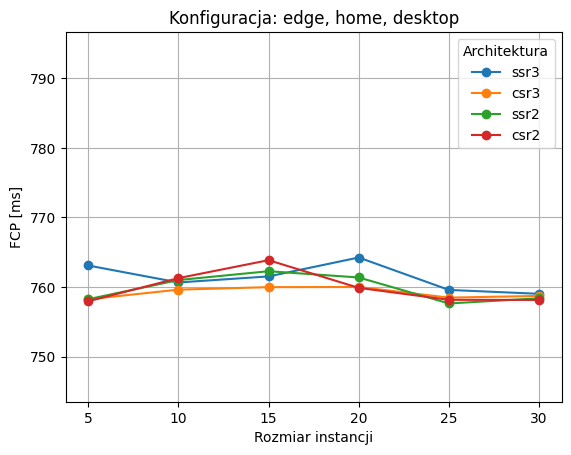 Konfiguracja: edge, home, desktop
Architektura
ssr3
csr3
ssr2
csr2
FCP [ms]
790
780
770
760
750
5 10 15 20 25 30
Rozmiar instancji